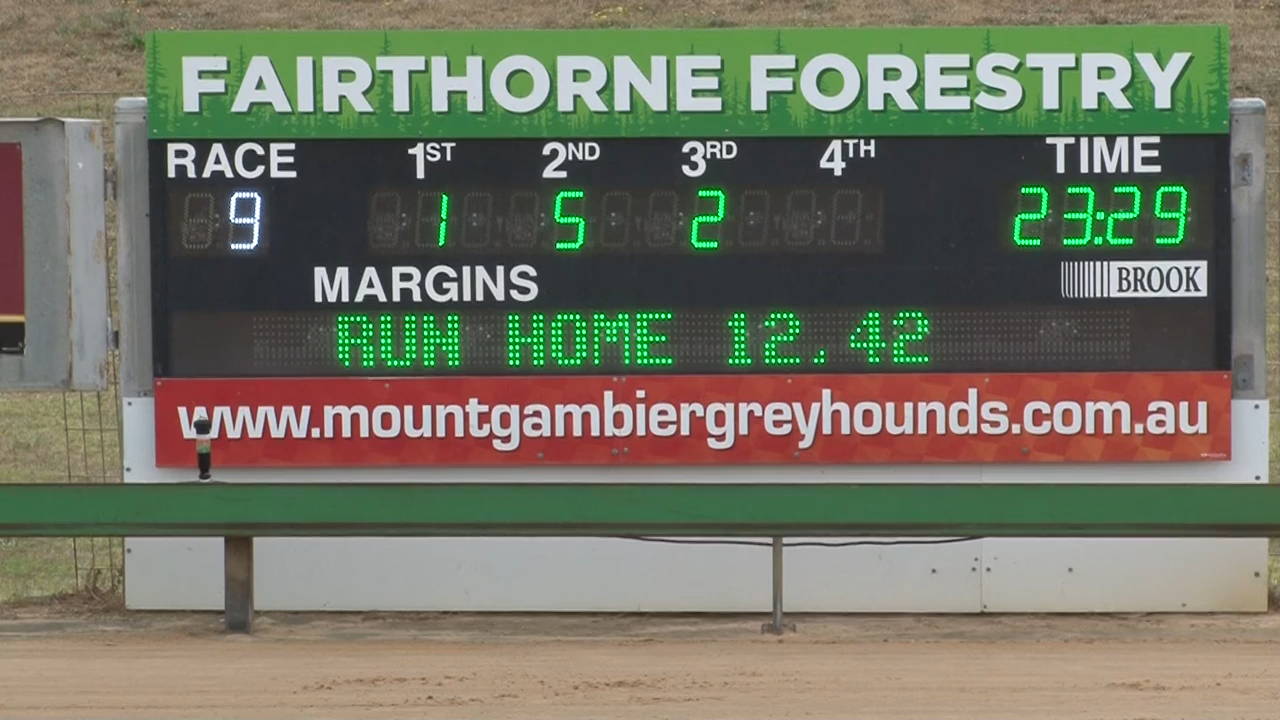 FAIRTHORNE FORESTRY
RACE 1ST 2ND 3RD 4TH TIME
9 1 5 2 23:29
MARGINS
BROOK
RUN HOME 12.42
www.mountgambiergreyhounds.com.au